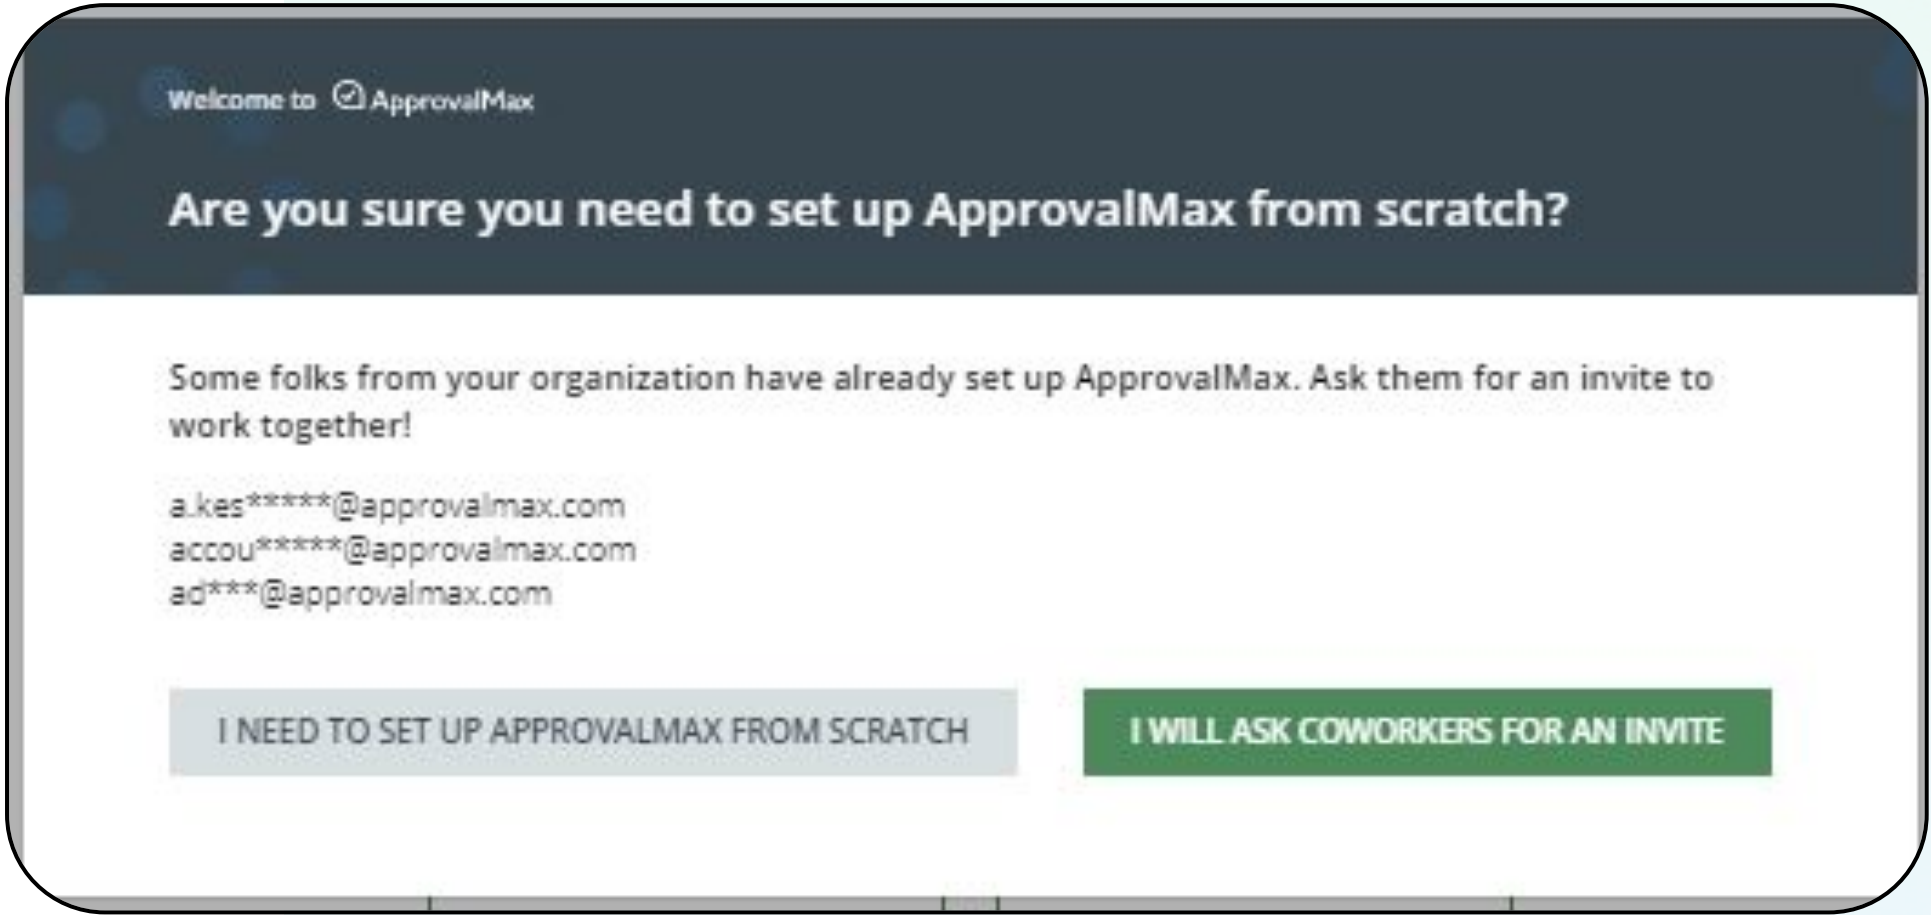 Welcome to ApprovalMax
Are you sure you need to set up ApprovalMax from scratch?
Some folks from your organization have already set up ApprovalMax. Ask them for an invite to
work together!
a.kes*****@approvalmax.com
accou*****@approvalmax.com
ad***@approvalmax.com
I NEED TO SET UP APPROVALMAX FROM SCRATCH
I WILL ASK COWORKERS FOR AN INVITE